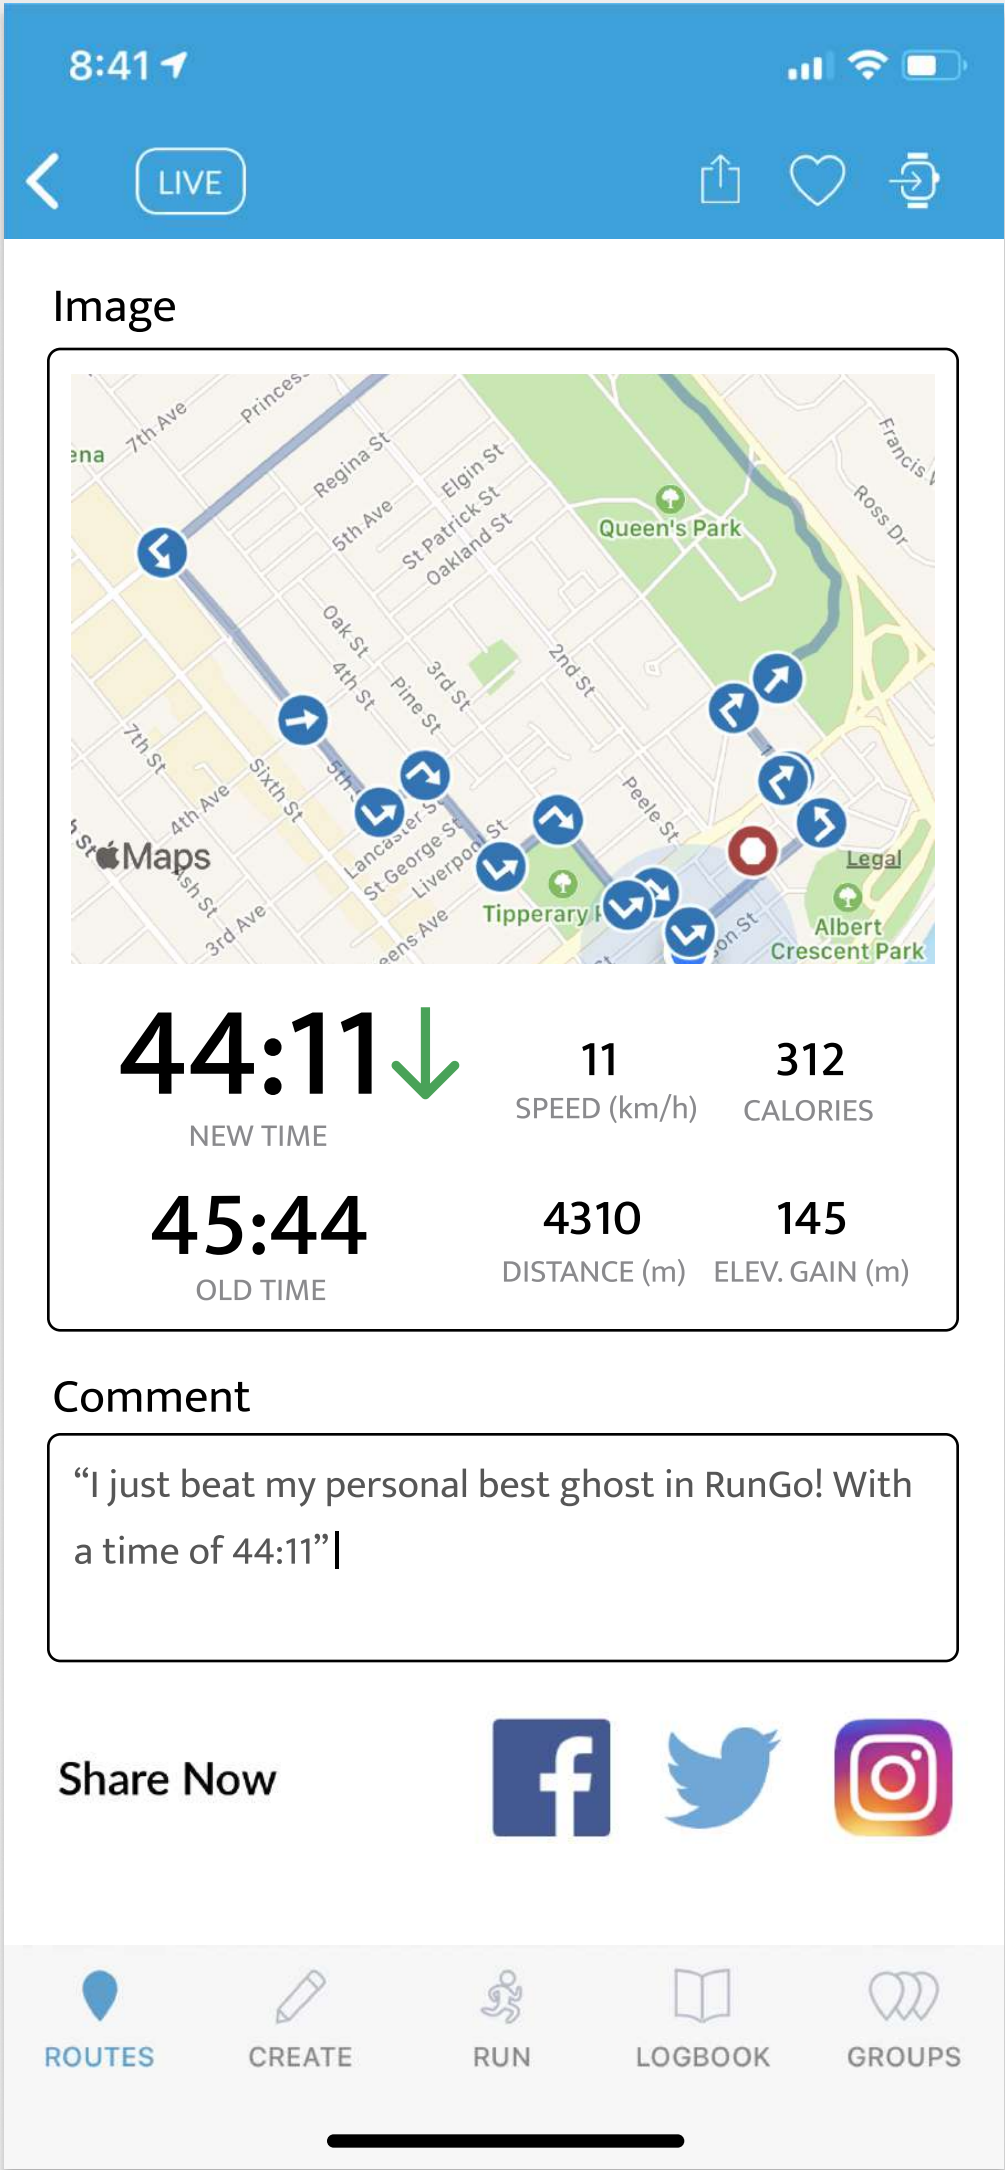 8:41
LIVE
Image
7th Ave
Princes
ena
Regina St
Elgin St
5th Ave
St Patrick St
Oakland St
Queen's Park
Francis
Ross Dr
Oak St
4th St
3rd St
Pine St
2nd St
7th St
Sixth St
5th
4th Ave
Peele St
Lancaster S
St George St
Liverpool St
Maps
Legal
3rd Ave
Tipperary
son St
Albert
Crescent Park
44:11
NEW TIME
11
SPEED (km/h)
312
CALORIES
45:44
OLD TIME
4310
DISTANCE (m)
145
ELEV. GAIN (m)
Comment
“I just beat my personal best ghost in RunGo! With
a time of 44:11”
Share Now
ROUTES
CREATE
RUN
LOGBOOK
GROUPS